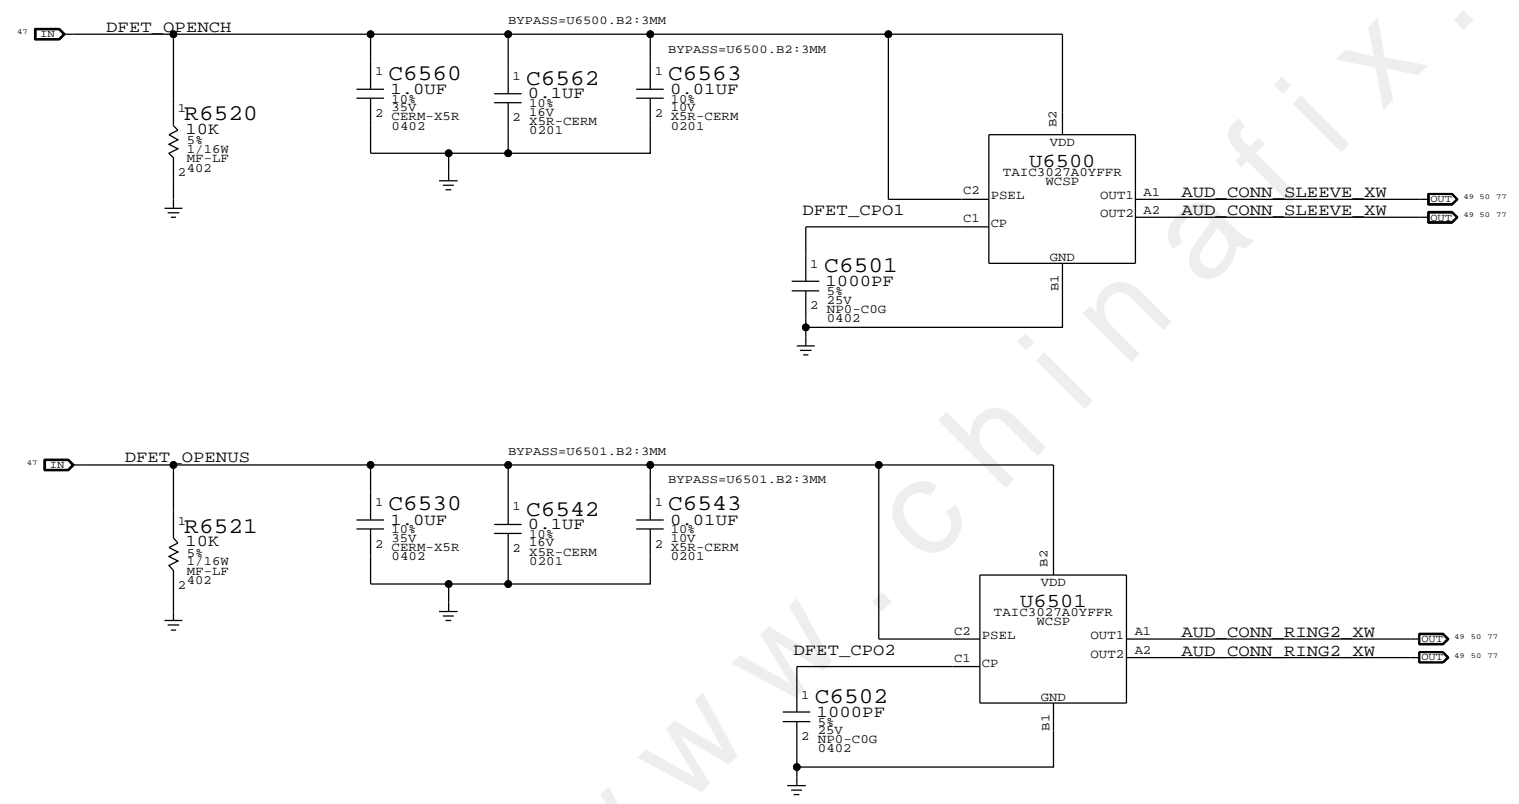 BYPASS=U6500.B2:3MM
47 IN DFET_OPENCH
BYPASS=U6500.B2:3MM
1 C6560
1.0UF
10%
35V
2 CERM-X5R
0402
1 C6562
0.1UF
10%
16V
2 X5R-CERM
0201
1 C6563
0.01UF
10%
10V
2 X5R-CERM
0201
1 R6520
10K
5%
1/16W
MF-LF
2 402
B2
VDD
U6500
TAIC3027A0YFFR
WCSP
C2 PSEL
OUT1 A1 AUD_CONN_SLEEVE_XW OUT 49 50 77
OUT2 A2 AUD_CONN_SLEEVE_XW OUT 49 50 77
DFET_CPO1
C1 CP
GND
B1
1 C6501
1000PF
5%
25V
2 NP0-C0G
0402
BYPASS=U6501.B2:3MM
47 IN DFET_OPENUS
BYPASS=U6501.B2:3MM
1 C6530
1.0UF
10%
35V
2 CERM-X5R
0402
1 C6542
0.1UF
10%
16V
2 X5R-CERM
0201
1 C6543
0.01UF
10%
10V
2 X5R-CERM
0201
1 R6521
10K
5%
1/16W
MF-LF
2 402
B2
VDD
U6501
TAIC3027A0YFFR
WCSP
C2 PSEL
OUT1 A1 AUD_CONN_RING2_XW OUT 49 50 77
OUT2 A2 AUD_CONN_RING2_XW OUT 49 50 77
DFET_CPO2
C1 CP
GND
B1
1 C6502
1000PF
5%
25V
2 NP0-C0G
0402
w w . c h i n a f i x .